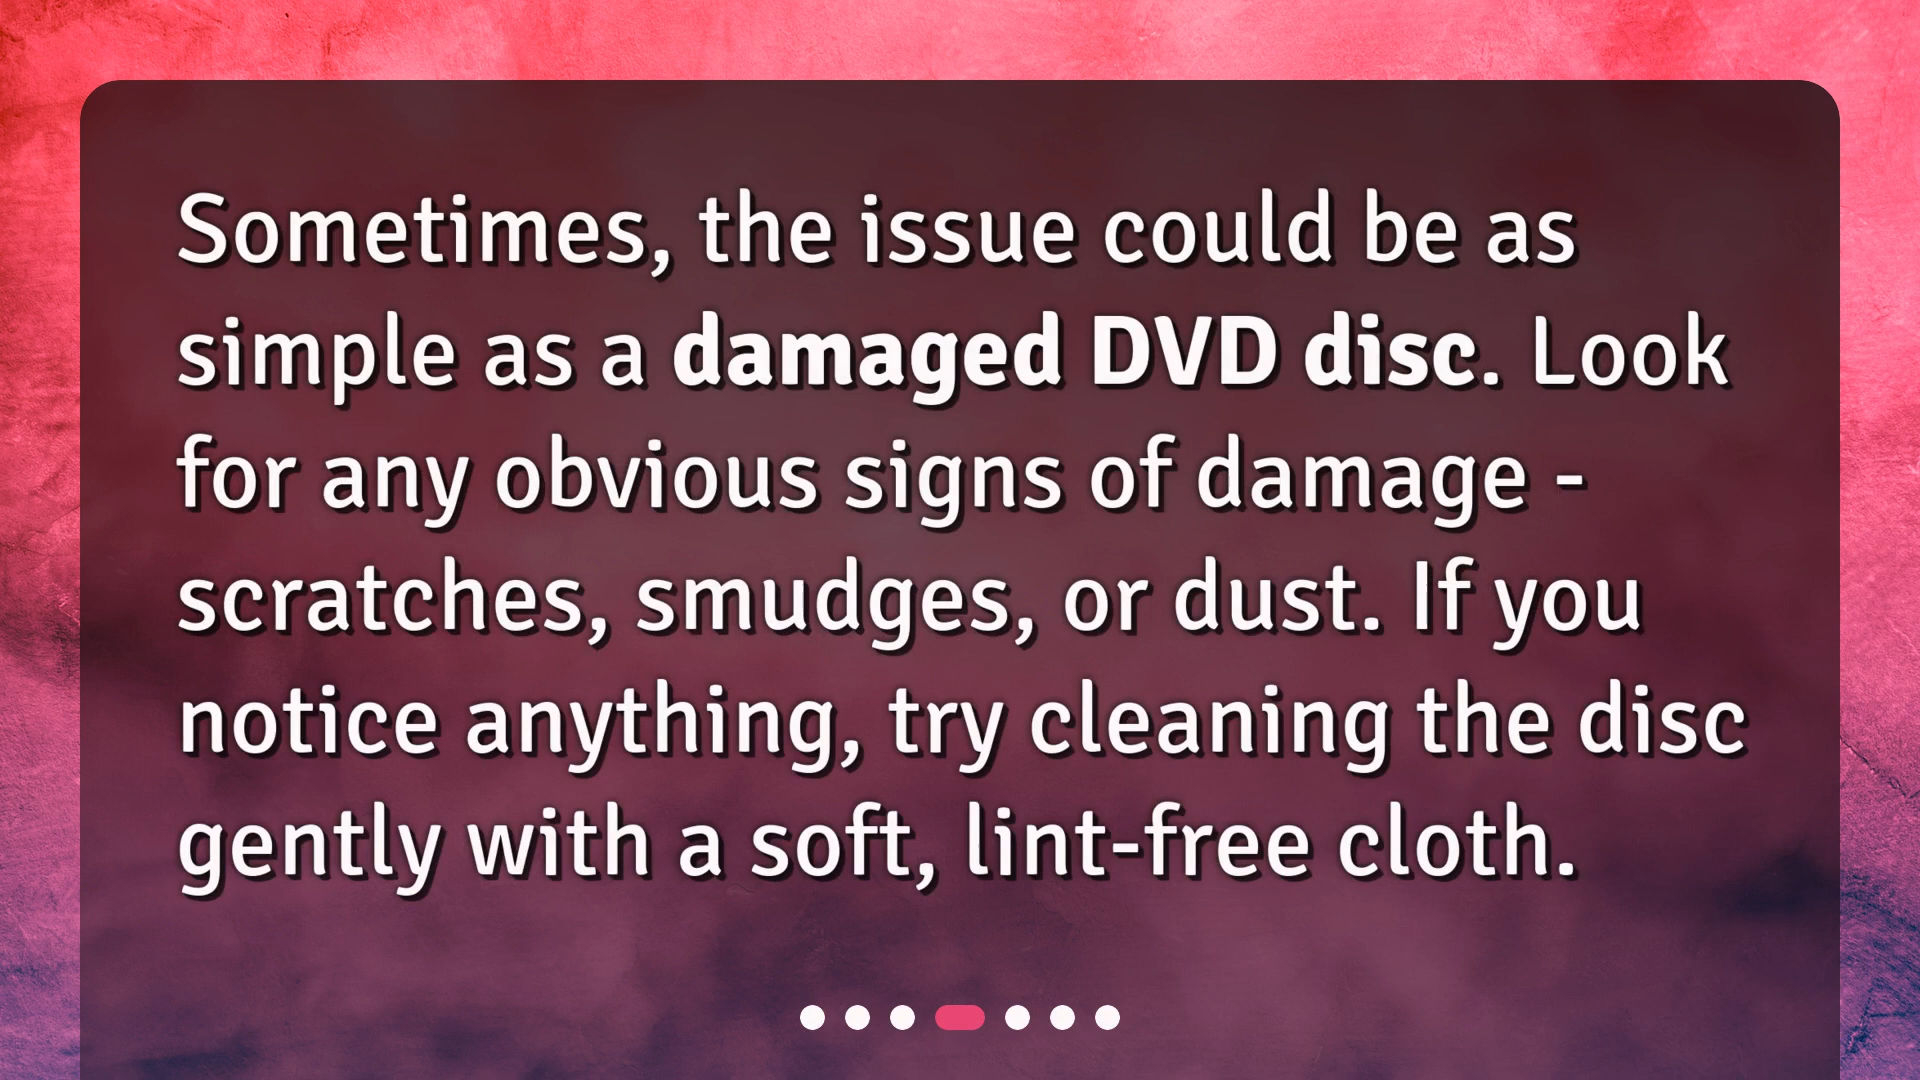 Sometimes, the issue could be as
simple as a damaged DVD disc. Look
for any obvious signs of damage -
scratches, smudges, or dust. If you
notice anything, try cleaning the disc
gently with a soft, lint-free cloth.